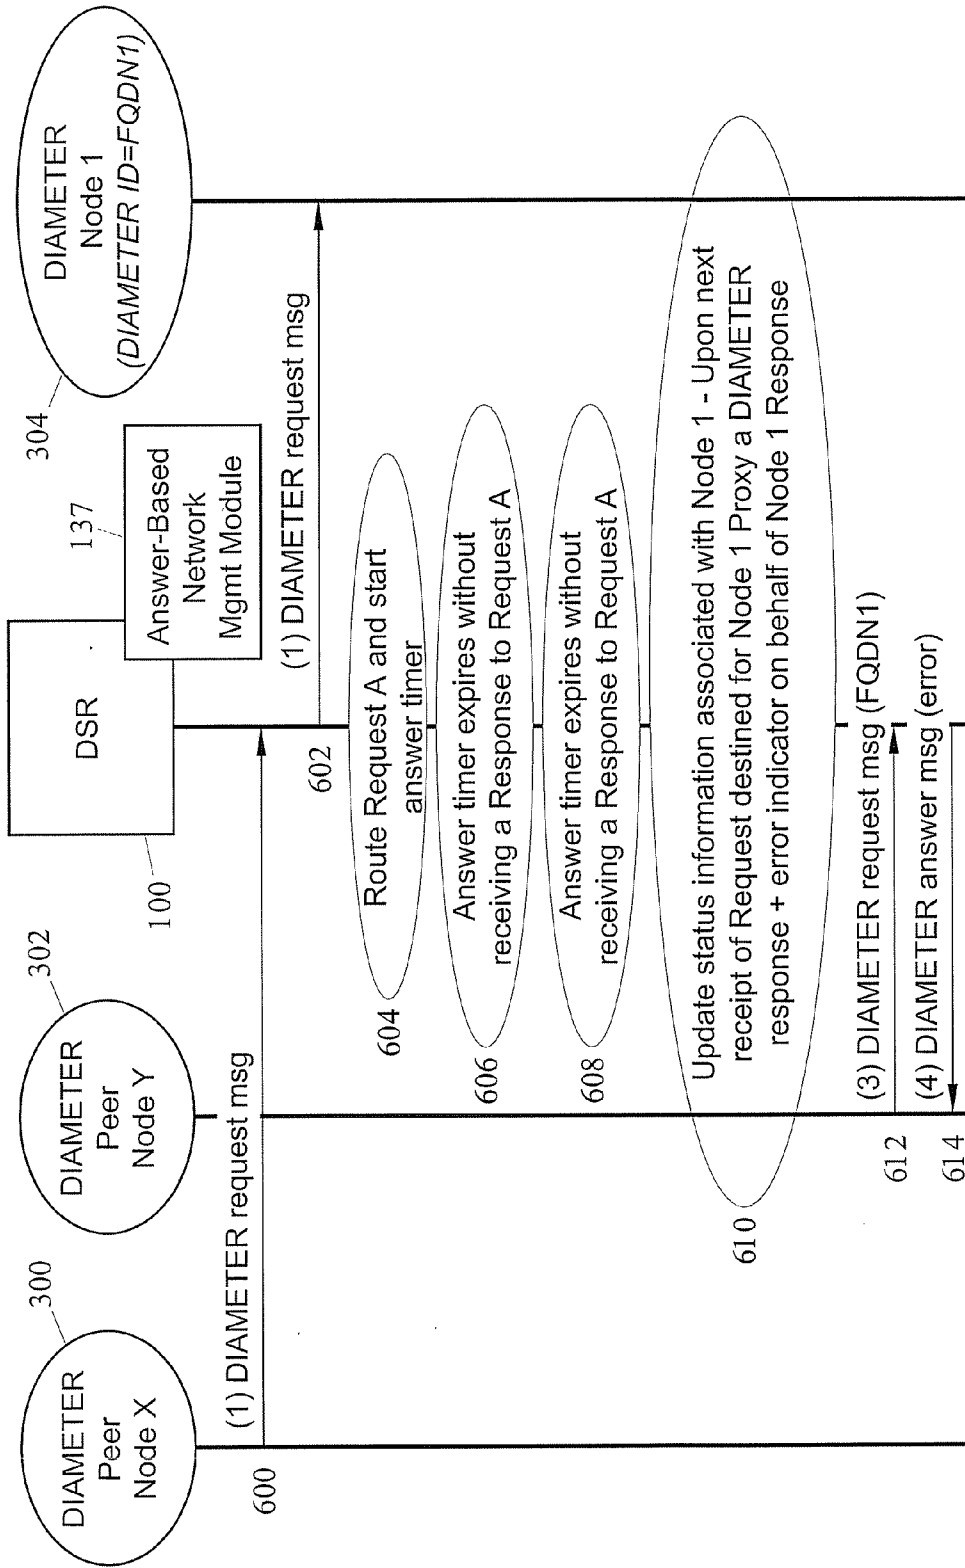 300
DIAMETER
Peer
Node X
302
DIAMETER
Peer
Node Y
100
DSR
137
Answer-Based
Network
Mgmt Module
304
DIAMETER
Node 1
(DIAMETER ID=FQDN1)
600
(1) DIAMETER request msg
602
(1) DIAMETER request msg
604
Route Request A and start
answer timer
606
Answer timer expires without
receiving a Response to Request A
608
Answer timer expires without
receiving a Response to Request A
610
Update status information associated with Node 1 - Upon next
receipt of Request destined for Node 1 Proxy a DIAMETER
response + error indicator on behalf of Node 1 Response
612
(3) DIAMETER request msg (FQDN1)
614
(4) DIAMETER answer msg (error)